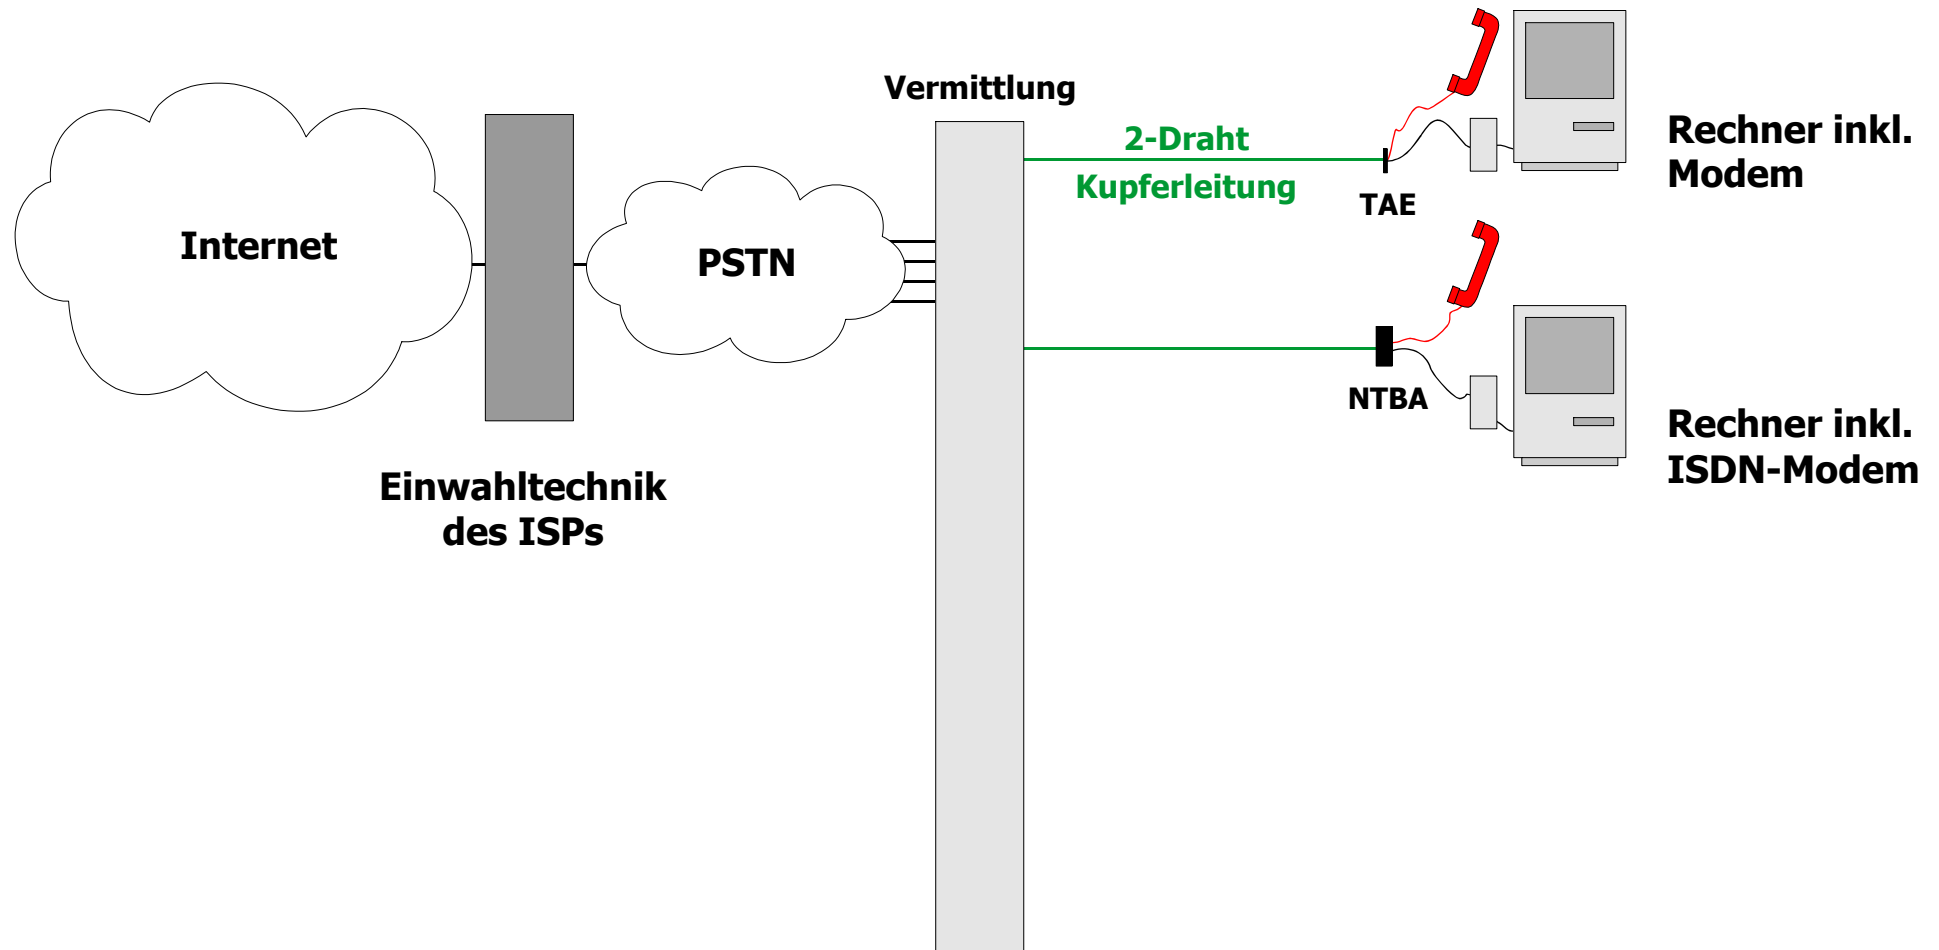 Vermittlung
2-Draht
Kupferleitung
TAE
Rechner inkl.
Modem
Internet
PSTN
NTBA
Rechner inkl.
ISDN-Modem
Einwahltechnik
des ISPs